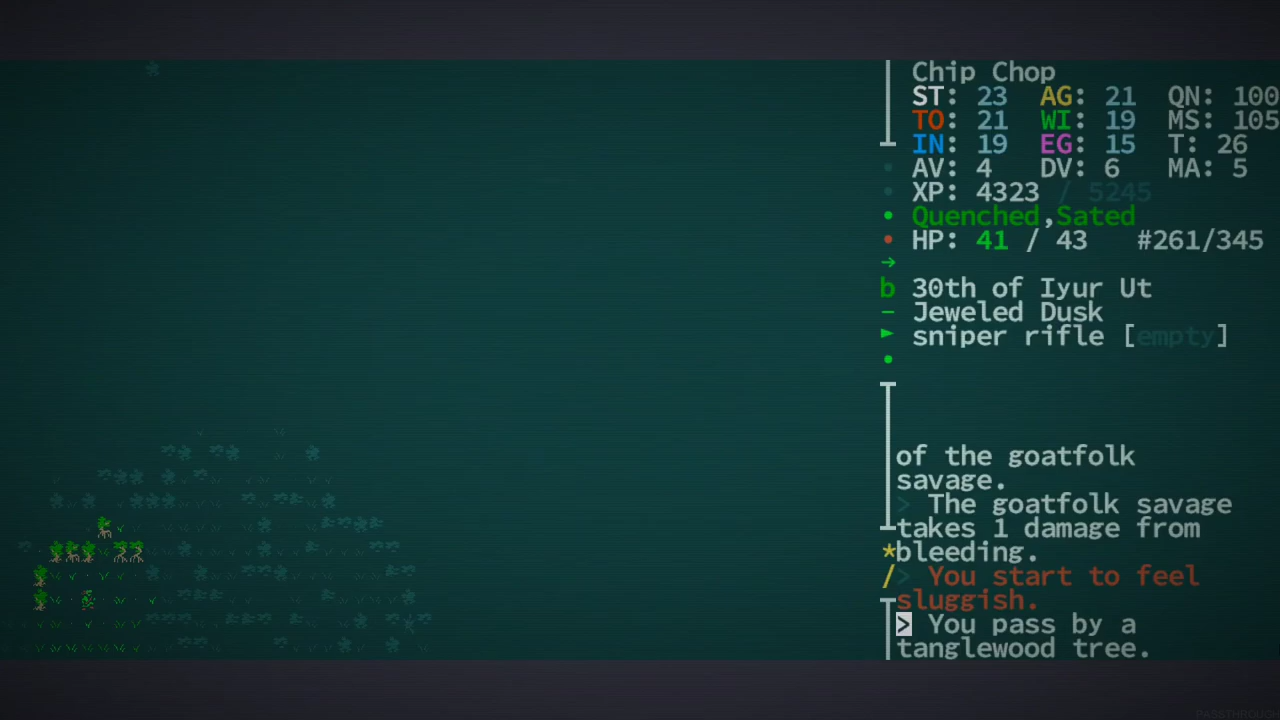 Chip Chop
ST: 23 AG: 21 QN: 100
TO: 21 WI: 19 MS: 105
IN: 19 EG: 15 T: 26
AV: 4 DV: 6 MA: 5
XP: 4323 / 5245
Quenched,Sated
HP: 41 / 43 #261/345
b 30th of Iyur Ut
Jeweled Dusk
sniper rifle [empty]
of the goatfolk
savage.
> The goatfolk savage
takes 1 damage from
*bleeding.
/> You start to feel
sluggish.
> You pass by a
tanglewood tree.